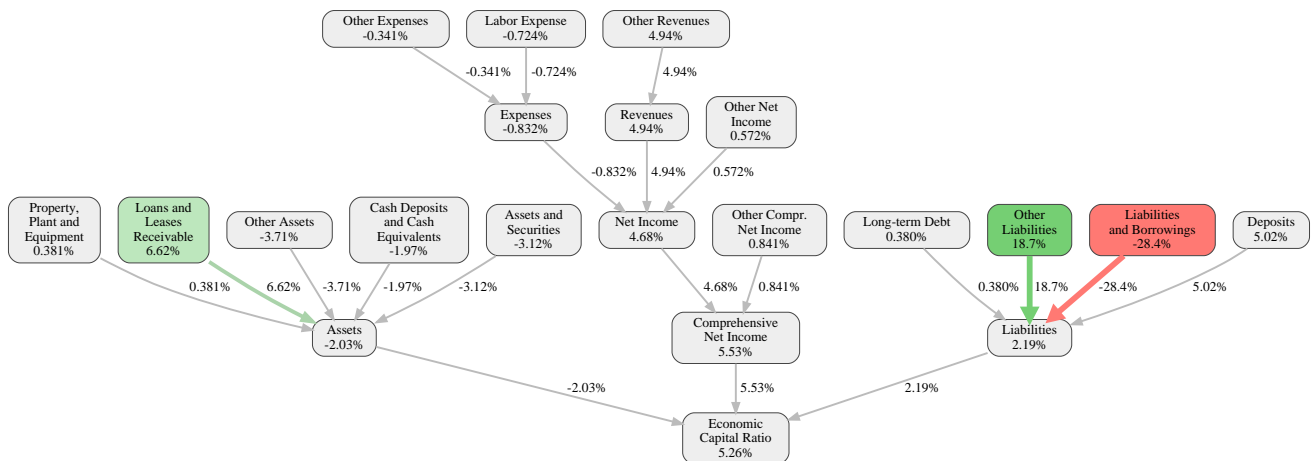 Other Expenses
-0.341%
Labor Expense
-0.724%
Other Revenues
4.94%
-0.341%
-0.724%
4.94%
Expenses
-0.832%
Revenues
4.94%
Other Net
Income
0.572%
-0.832%
4.94%
0.572%
Property,
Plant and
Equipment
0.381%
Loans and
Leases
Receivable
6.62%
Other Assets
-3.71%
Cash Deposits
and Cash
Equivalents
-1.97%
Assets and
Securities
-3.12%
Net Income
4.68%
Other Compr.
Net Income
0.841%
Long-term Debt
0.380%
Other
Liabilities
18.7%
Liabilities
and Borrowings
-28.4%
Deposits
5.02%
0.381%
6.62%
-3.71%
-1.97%
-3.12%
4.68%
0.841%
0.380%
18.7%
-28.4%
5.02%
Assets
-2.03%
Comprehensive
Net Income
5.53%
Liabilities
2.19%
-2.03%
5.53%
2.19%
Economic
Capital Ratio
5.26%